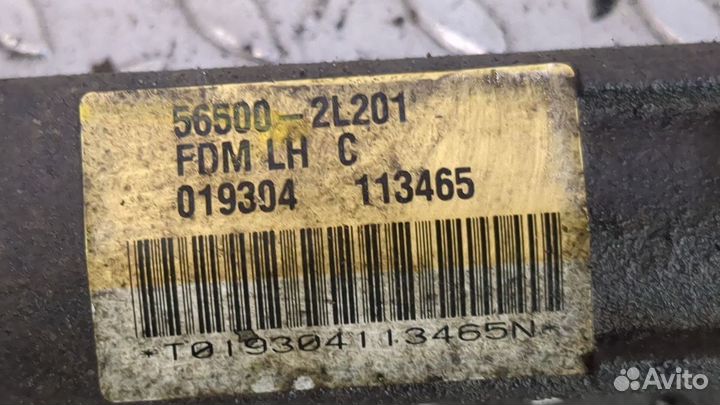 56500-2L201
FDM LH C
019304 113465
*T019304113465N*
Avito